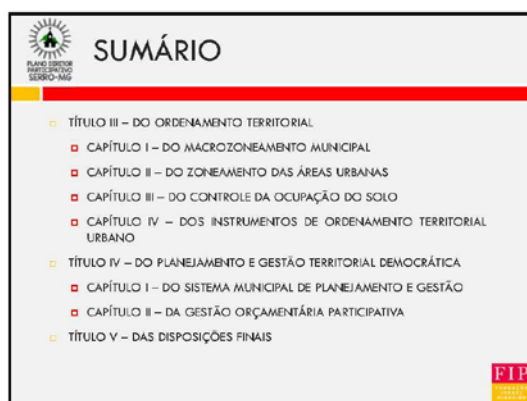 PLANO DIRETOR
PARTICIPATIVO
SERRO-MG
SUMÁRIO
TÍTULO III – DO ORDENAMENTO TERRITORIAL
CAPÍTULO I – DO MACROZONEAMENTO MUNICIPAL
CAPÍTULO II – DO ZONEAMENTO DAS ÁREAS URBANAS
CAPÍTULO III – DO CONTROLE DA OCUPAÇÃO DO SOLO
CAPÍTULO IV – DOS INSTRUMENTOS DE ORDENAMENTO TERRITORIAL
URBANO
TÍTULO IV – DO PLANEJAMENTO E GESTÃO TERRITORIAL DEMOCRÁTICA
CAPÍTULO I – DO SISTEMA MUNICIPAL DE PLANEJAMENTO E GESTÃO
CAPÍTULO II – DA GESTÃO ORÇAMENTÁRIA PARTICIPATIVA
TÍTULO V – DAS DISPOSIÇÕES FINAIS
FIP